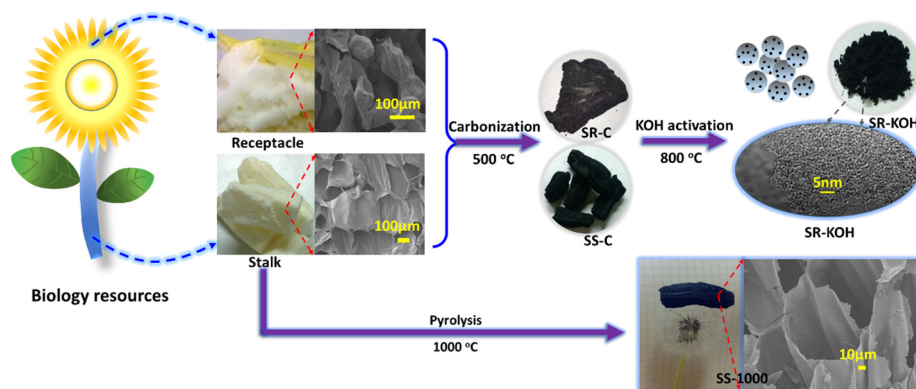 100μm
Receptacle
100μm
Stalk
Biology resources
Carbonization
500 °C
SR-C
SS-C
KOH activation
800 °C
SR-KOH
5nm
SR-KOH
Pyrolysis
1000 °C
SS-1000
10μm